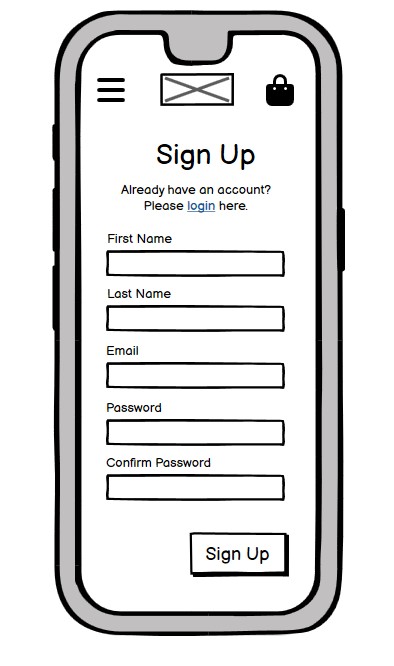 Sign Up
Already have an account?
Please login here.
First Name
Last Name
Email
Password
Confirm Password
Sign Up